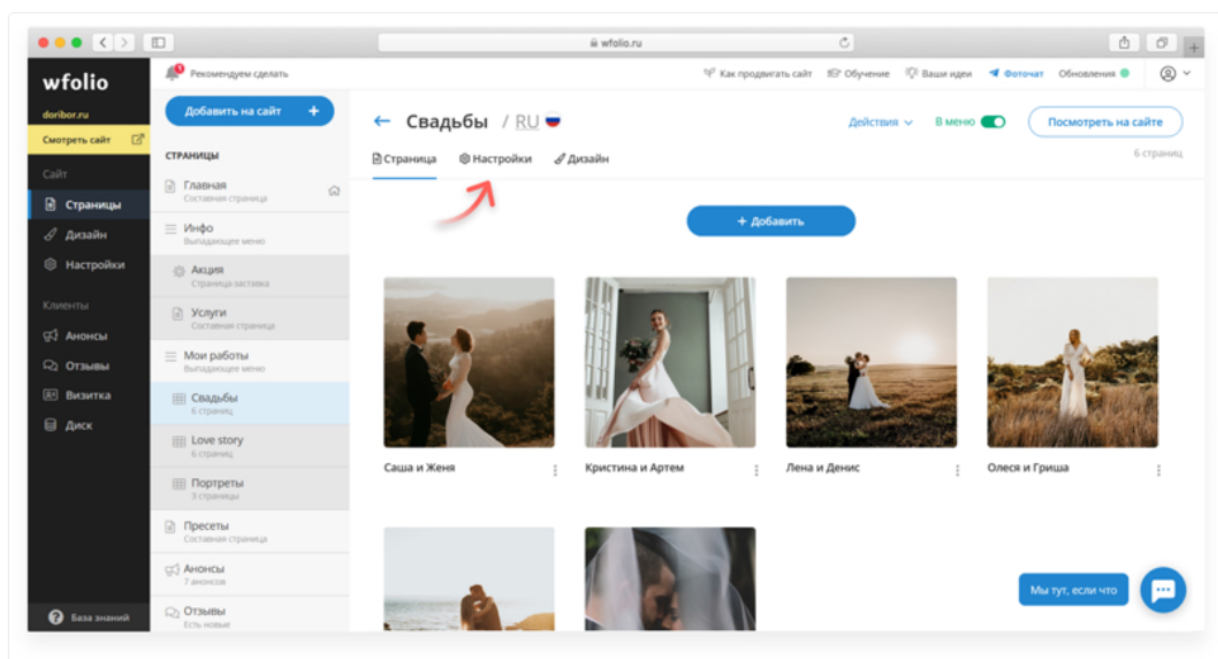 wfolio.ru
wfolio
doribor.ru
Смотреть сайт
Сайт
Страницы
Дизайн
Настройки
Клиенты
Анонсы
Отзывы
Визитка
Диск
База знаний
Рекомендуем сделать
Как продвигать сайт
Обучение
Ваши идеи
Фоточат
Обновления
Добавить на сайт +
СТРАНИЦЫ
Главная
Составная страница
Инфо
Выпадающее меню
Акция
Страница-заставка
Услуги
Составная страница
Мои работы
Выпадающее меню
Свадьбы
6 страниц
Love story
6 страниц
Портреты
3 страницы
Пресеты
Составная страница
Анонсы
7 анонсов
Отзывы
Есть новые
← Свадьбы / RU
Действия
В меню
Посмотреть на сайте
Страница
Настройки
Дизайн
6 страниц
+ Добавить
Саша и Женя
Кристина и Артем
Лена и Денис
Олеся и Гриша
Мы тут, если что